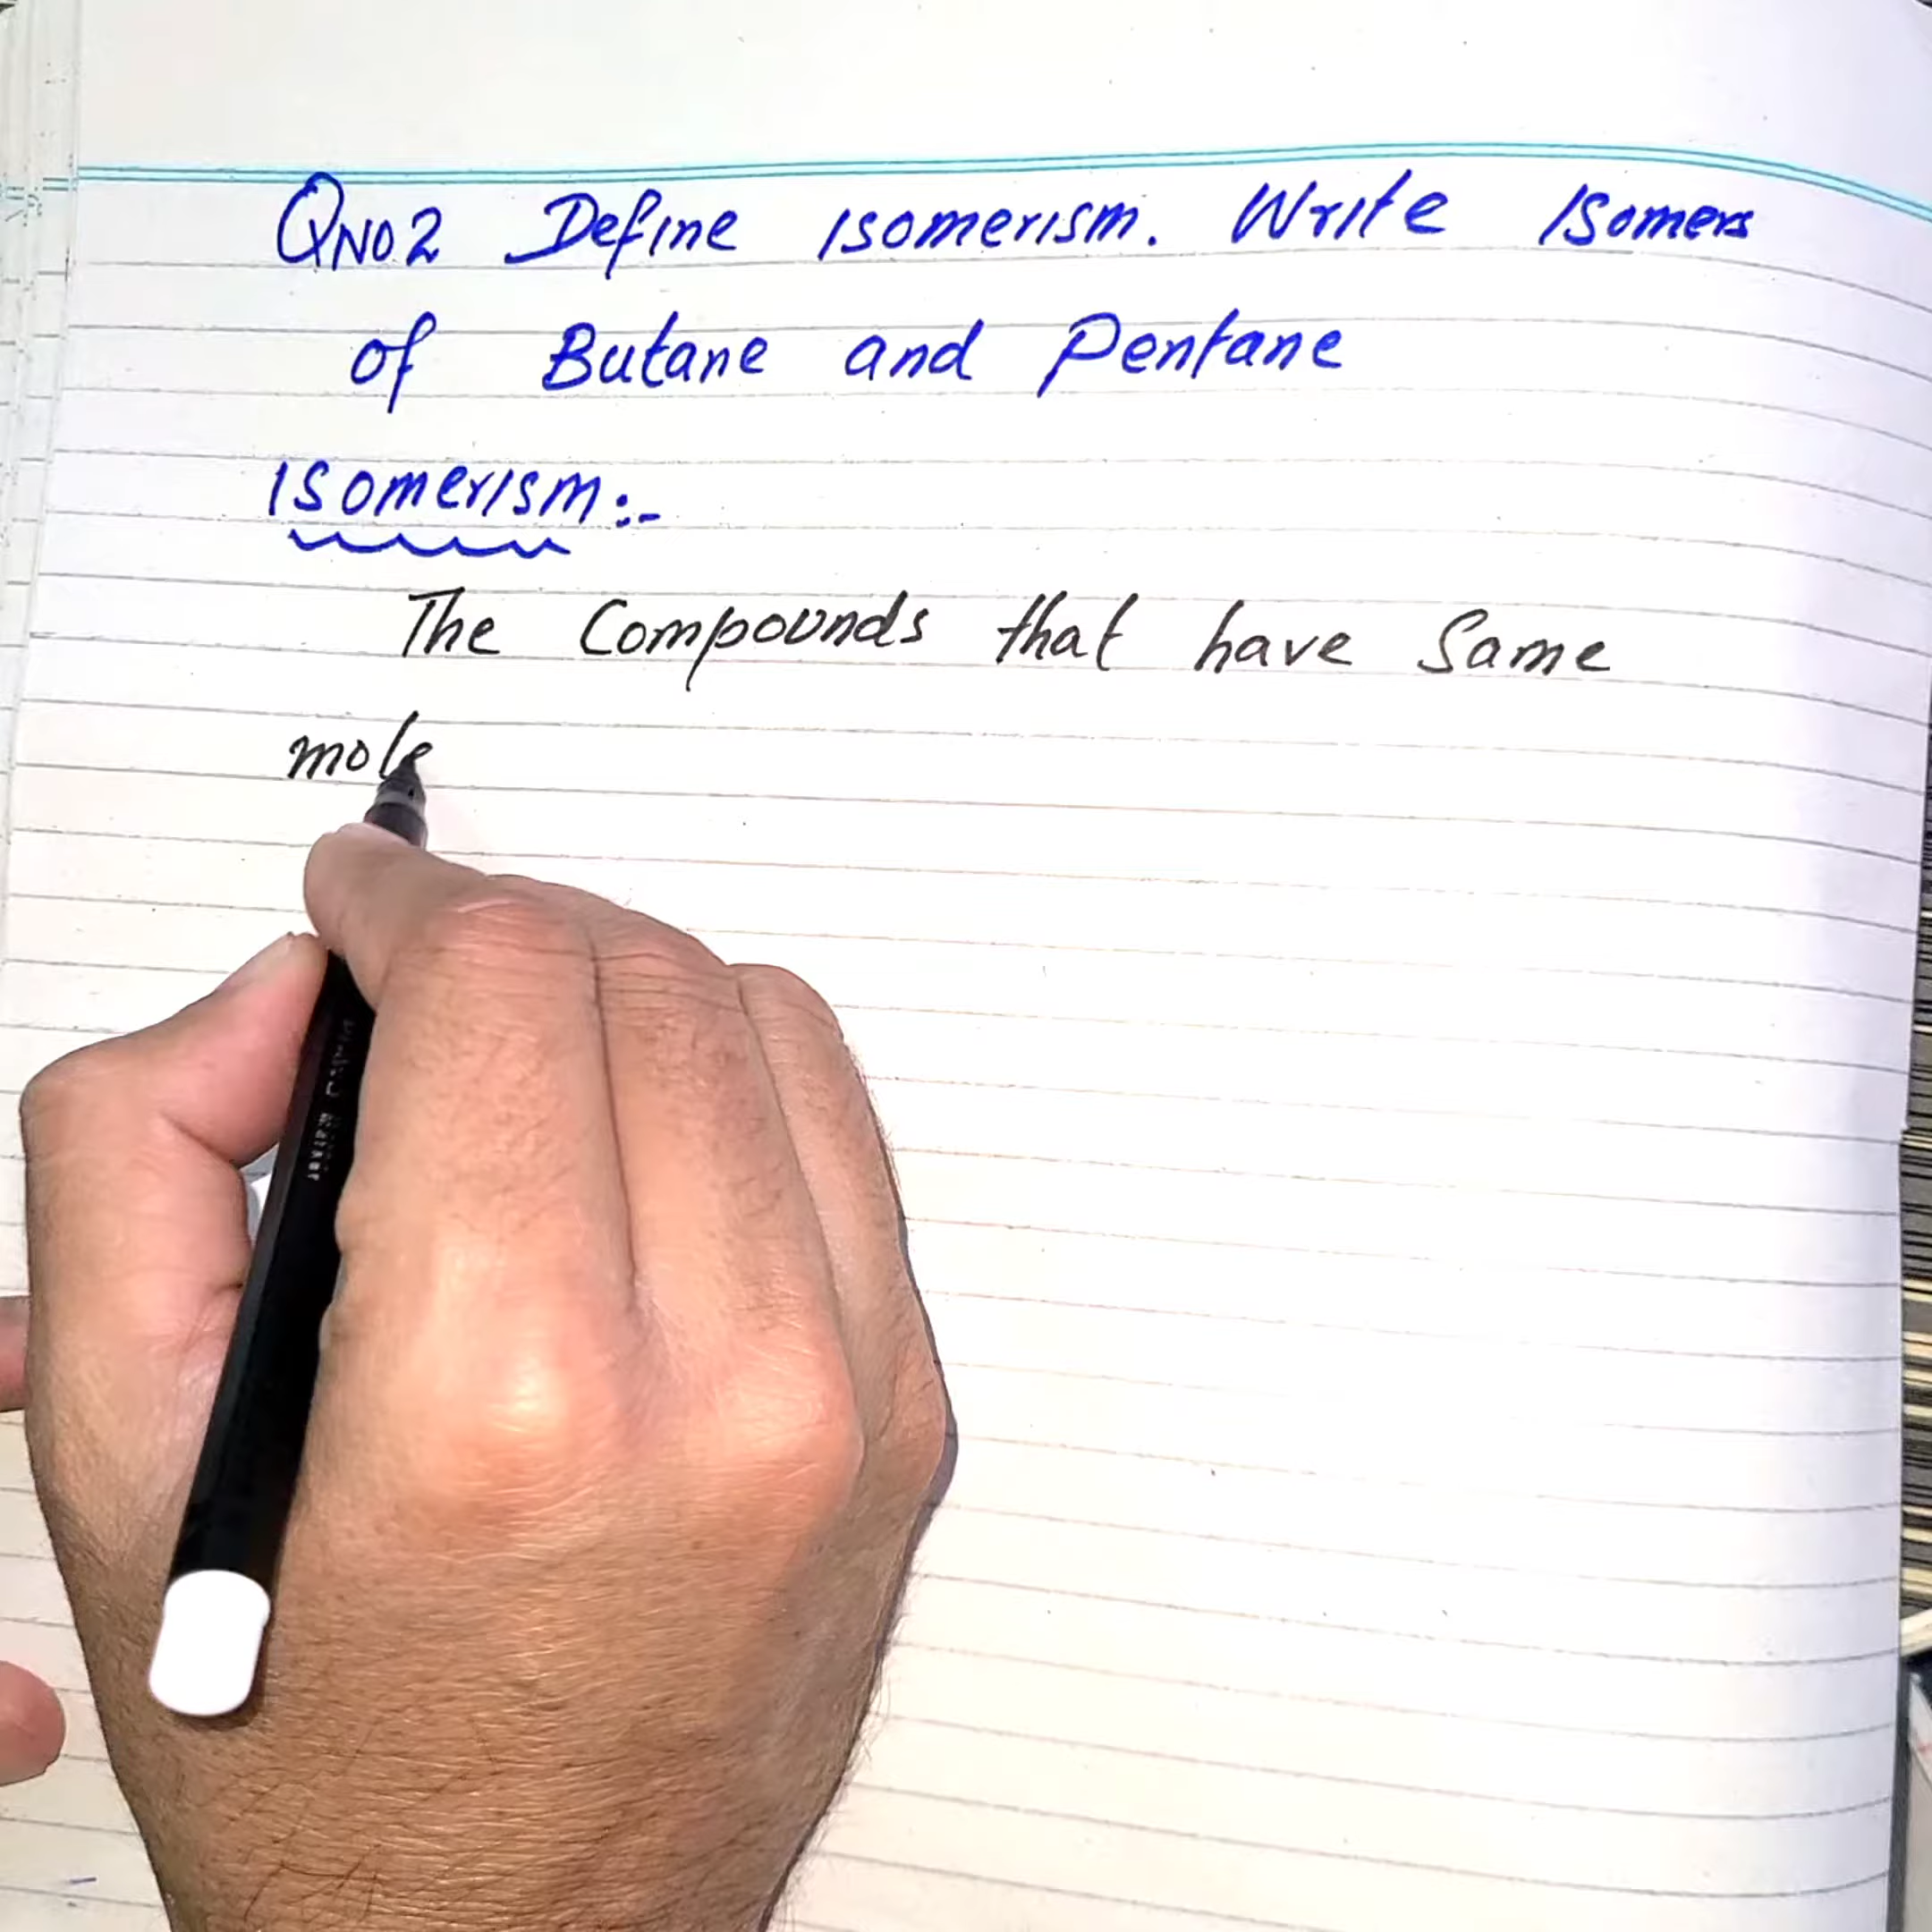 QNO2 Define isomerism. Write Isomers
of Butane and Pentane
isomerism:-
The Compounds that have Same
mole